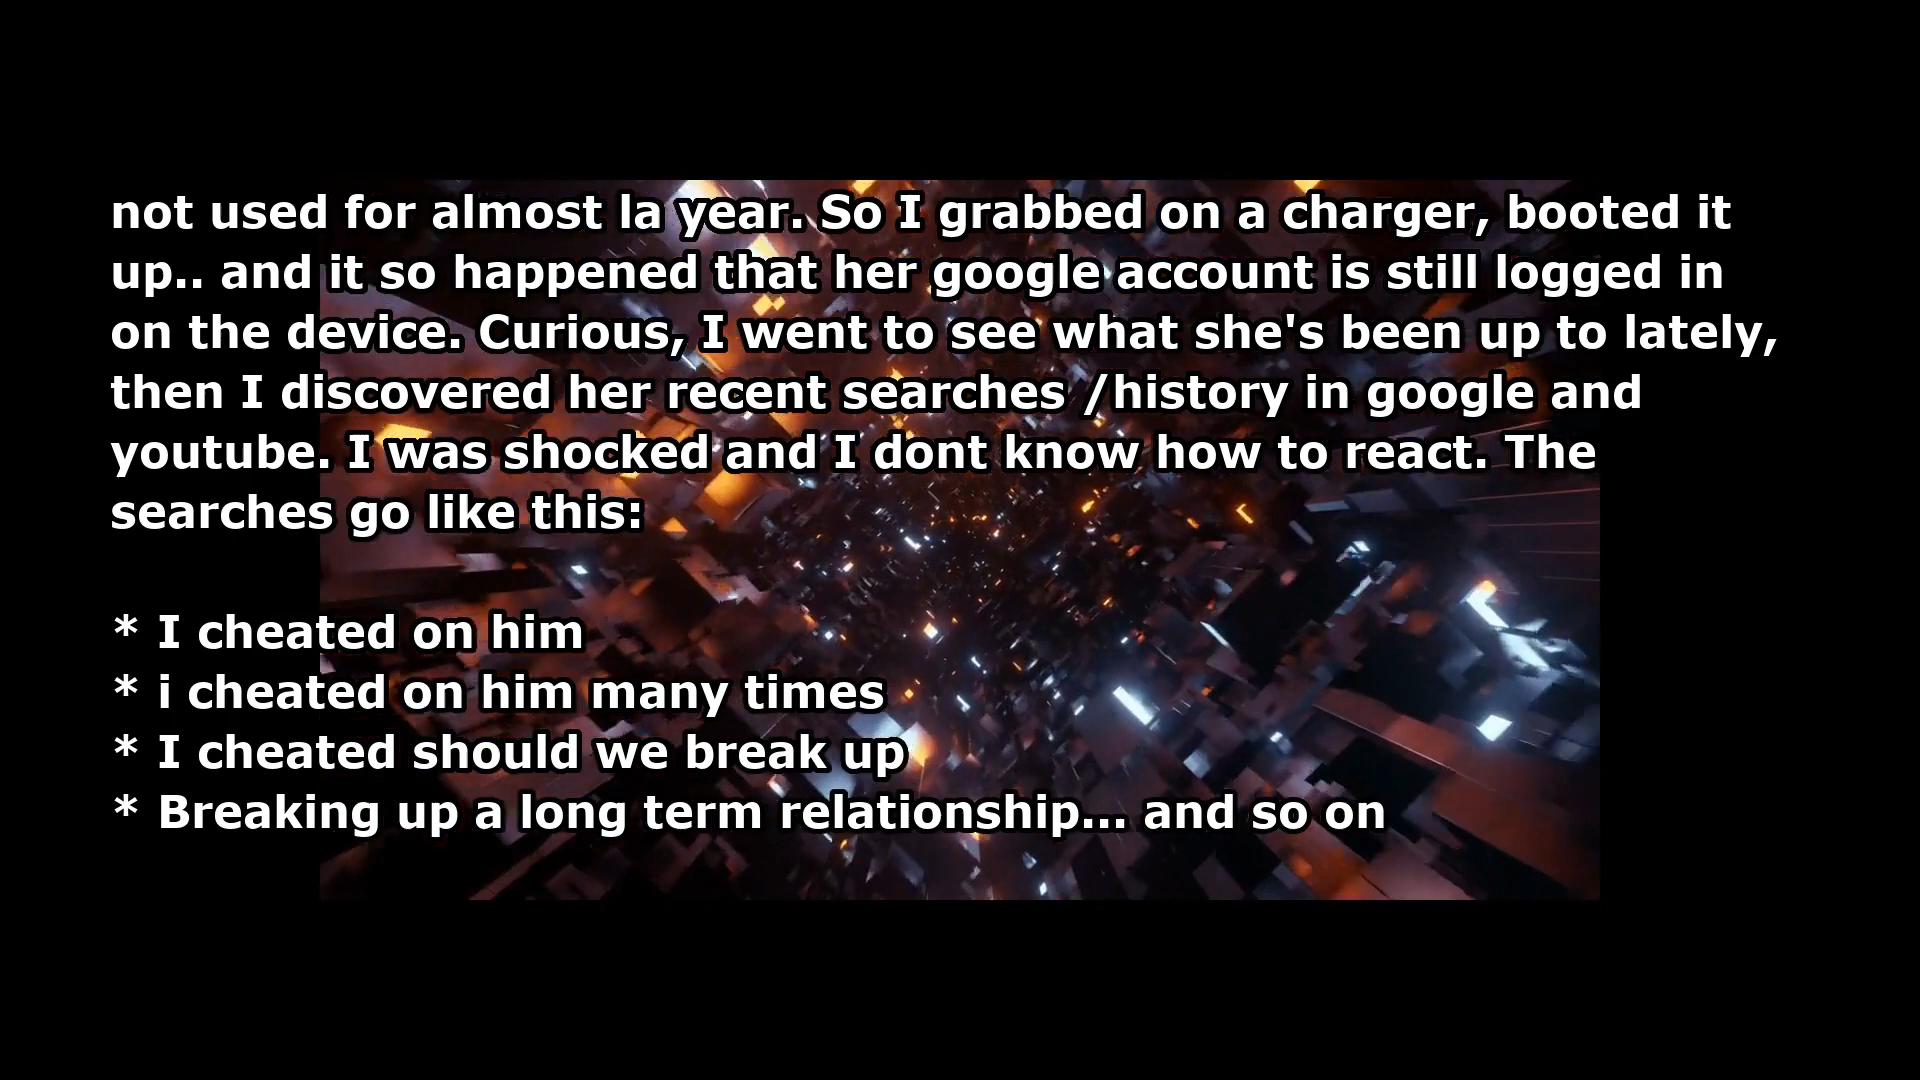 not used for almost la year. So I grabbed on a charger, booted it
up.. and it so happened that her google account is still logged in
on the device. Curious, I went to see what she's been up to lately,
then I discovered her recent searches /history in google and
youtube. I was shocked and I dont know how to react. The
searches go like this:

* I cheated on him
* i cheated on him many times
* I cheated should we break up
* Breaking up a long term relationship... and so on